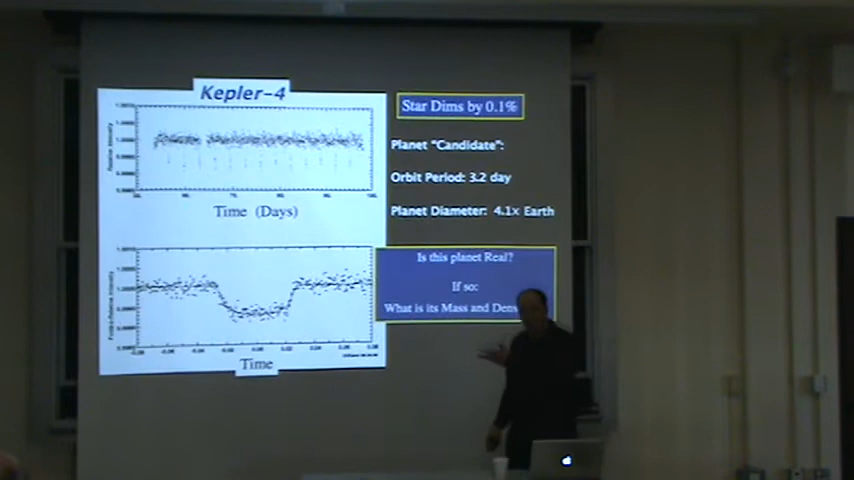 Kepler-4
Star Dims by 0.1%
Planet "Candidate":
Orbit Period: 3.2 day
Planet Diameter: 4.1x Earth
Time (Days)
Is this planet Real?
If so:
What is its Mass and Dens
Time